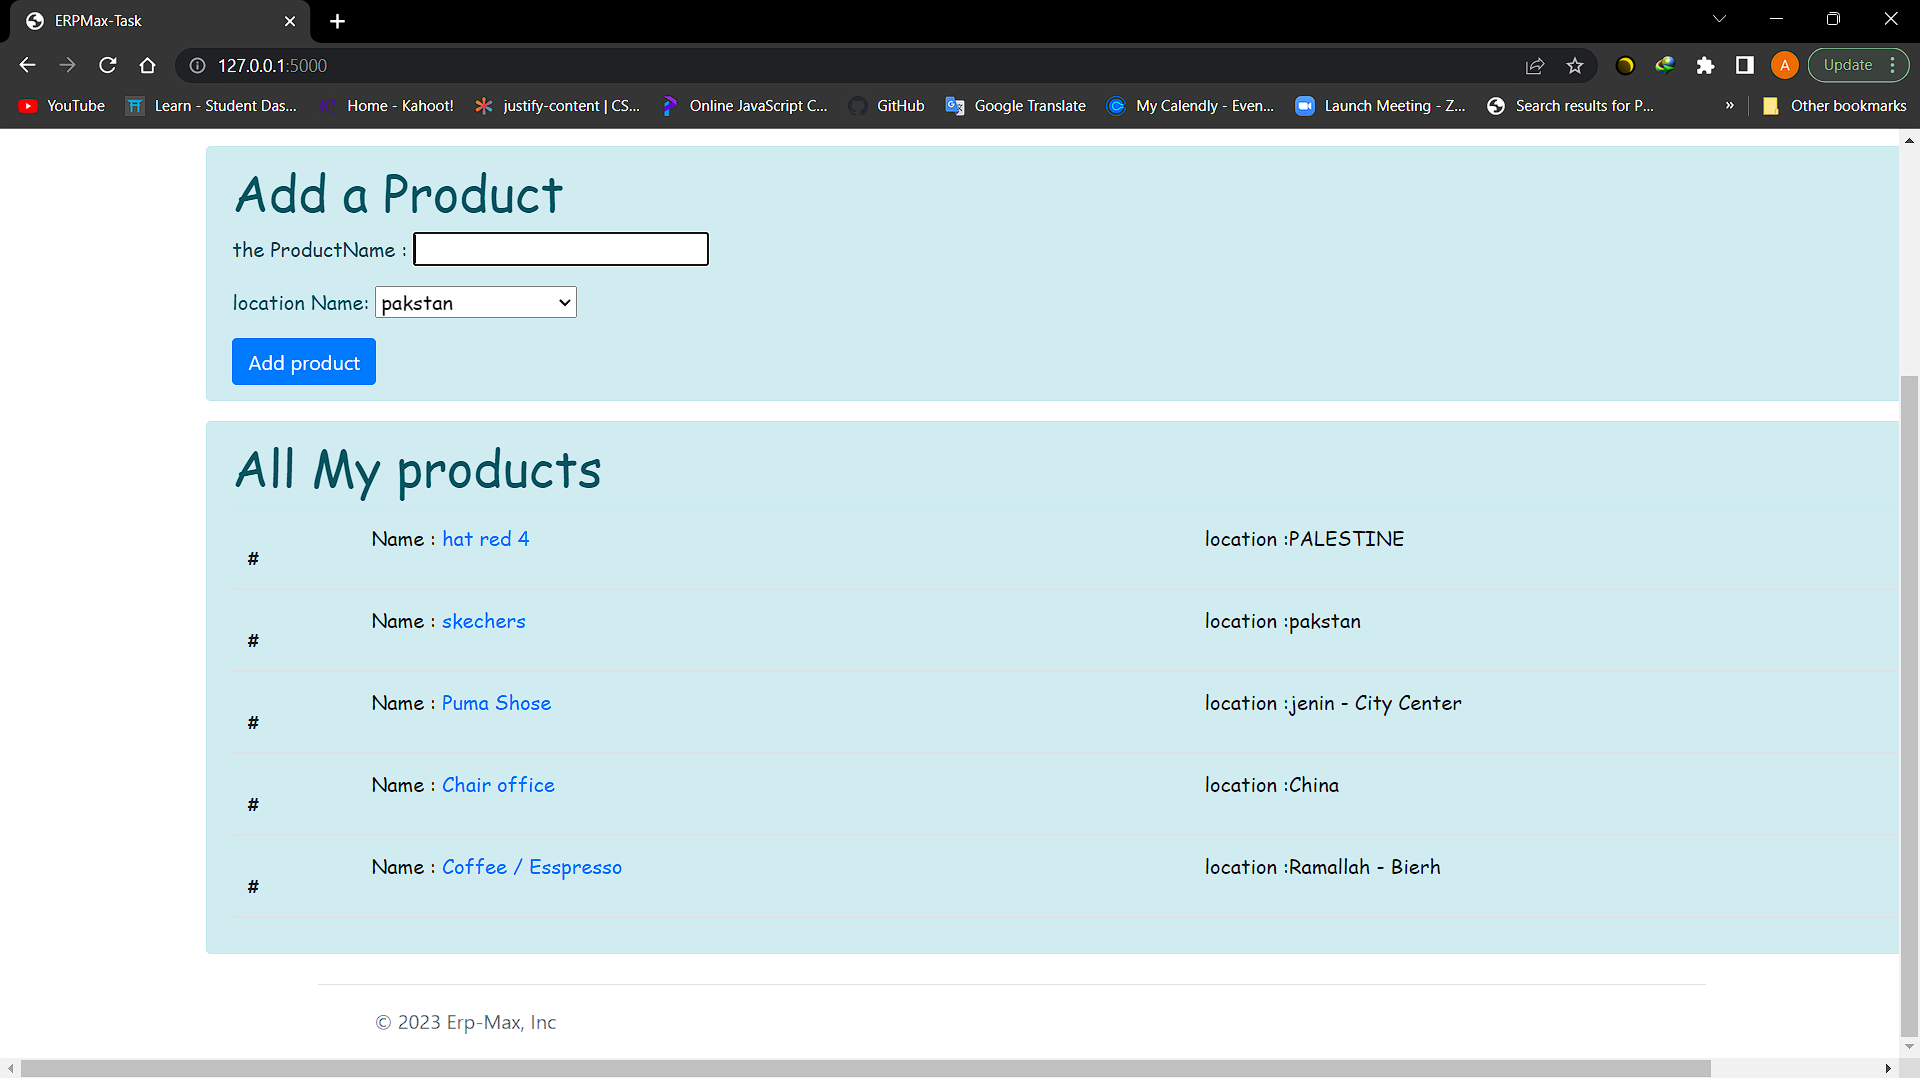 ERPMax-Task
127.0.0.1:5000
A
Update
YouTube
Learn - Student Das...
Home - Kahoot!
justify-content | CS...
Online JavaScript C...
GitHub
Google Translate
My Calendly - Even...
Launch Meeting - Z...
Search results for P...
»
Other bookmarks
Add a Product
the ProductName :
location Name: pakstan
Add product
All My products
# Name : hat red 4 location :PALESTINE
# Name : skechers location :pakstan
# Name : Puma Shose location :jenin - City Center
# Name : Chair office location :China
# Name : Coffee / Esspresso location :Ramallah - Bierh
© 2023 Erp-Max, Inc